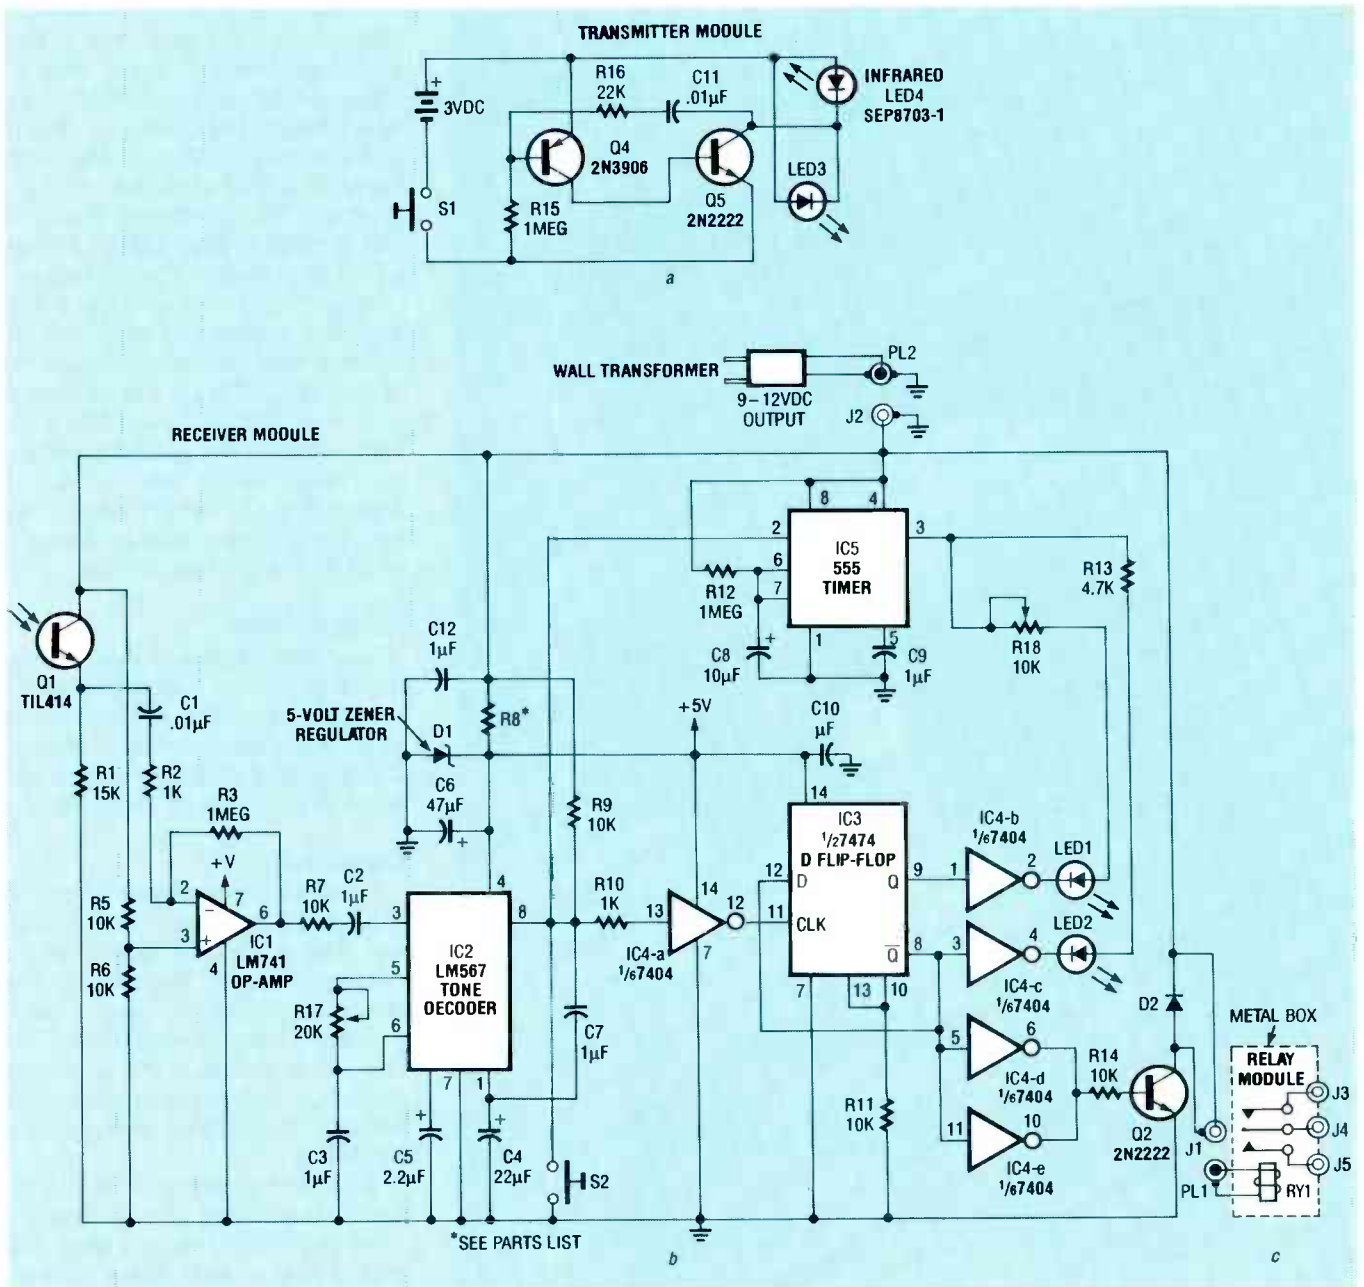 TRANSMITTER MODULE
3VDC
+
S1
R16
22K
C11
.01µF
Q4
2N3906
R15
1MEG
Q5
2N2222
LED3
INFRAREO
LED4
SEP8703-1
a
WALL TRANSFORMER
9–12VDC
OUTPUT
PL2
J2
RECEIVER MODULE
Q1
TIL414
R1
15K
C1
.01µF
R2
1K
R3
1MEG
R5
10K
R6
10K
+V
2
3
7
6
4
−
+
IC1
LM741
OP-AMP
R7
10K
C2
1µF
C12
1µF
5-VOLT ZENER
REGULATOR
D1
R8*
C6
47µF
+
R9
10K
3
4
8
5
6
7
1
IC2
LM567
TONE
OECOOER
R17
20K
C3
1µF
C5
2.2µF
+
C4
22µF
+
C7
1µF
S2
*SEE PARTS LIST
R10
1K
13
14
12
7
IC4-a
1/67404
+5V
8
4
2
6
7
3
1
5
IC5
555
TIMER
R12
1MEG
C8
10µF
+
C9
1µF
R13
4.7K
R18
10K
C10
µF
14
12
11
9
8
7
13
10
IC3
1/27474
D FLIP-FLOP
D
Q
CLK
Q̅
R11
10K
IC4-b
1/67404
1
2
LED1
3
4
LED2
IC4-c
1/67404
5
6
IC4-d
1/67404
11
10
IC4-e
1/67404
R14
10K
D2
Q2
2N2222
METAL BOX
RELAY
MODULE
J3
J4
J5
J1
PL1
RY1
b
c